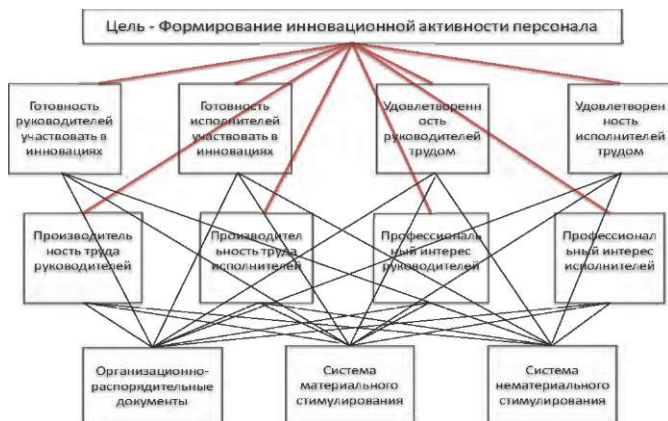 Цель - Формирование инновационной активности персонала
Готовность
руководителей
участвовать в
инновациях
Готовность
исполнителей
участвовать в
инновациях
Удовлетворенн
ость
руководителей
трудом
Удовлетворен
ность
исполнителей
трудом
Производитель
ность труда
руководителей
Производител
ьность труда
исполнителей
Профессионал
ьный интерес
руководителей
Профессионал
ьный интерес
исполнителей
Организационно-
распорядительные
документы
Система
материального
стимулирования
Система
нематериального
стимулирования